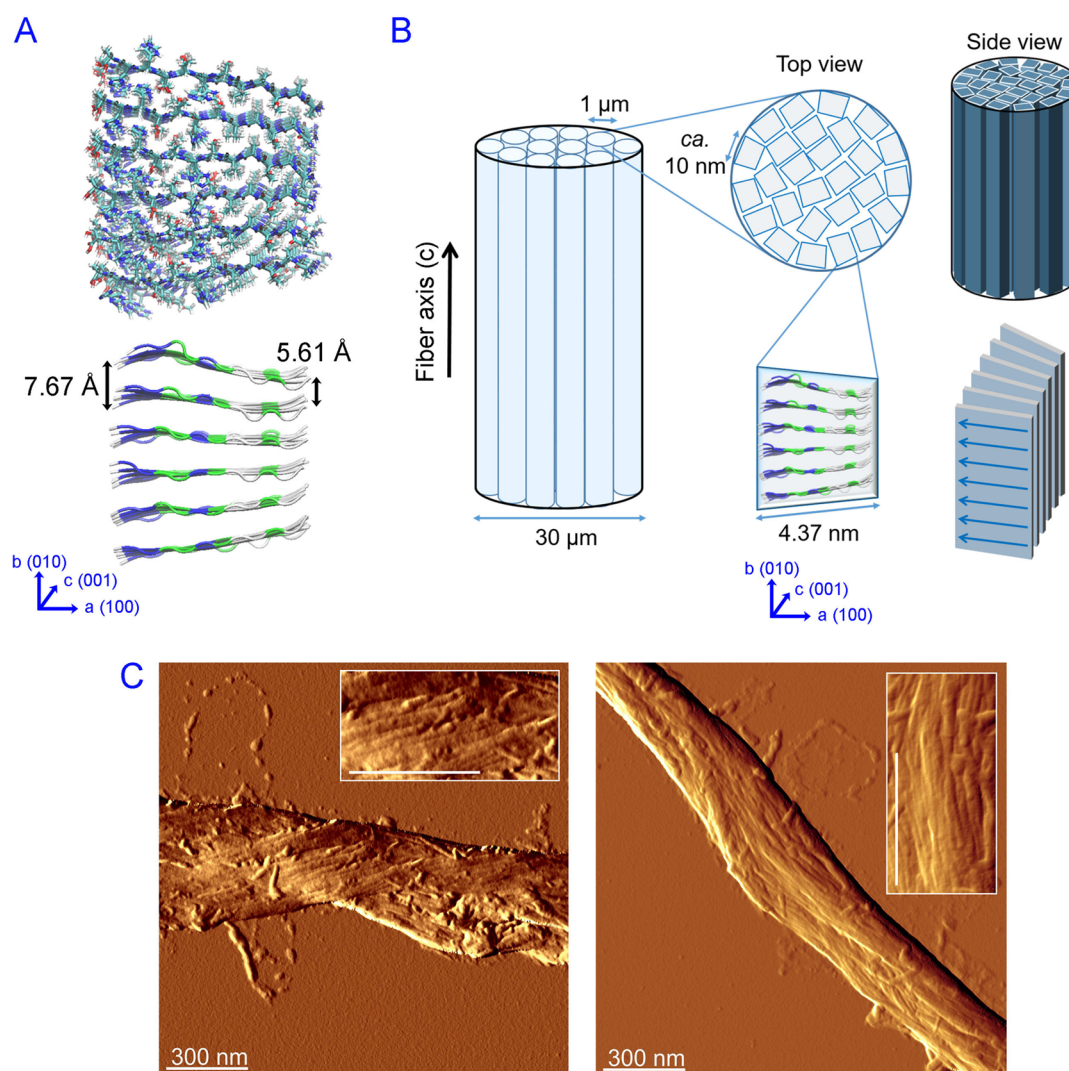 A
7.67 Å
5.61 Å
b (010)
c (001)
a (100)
B
Top view
Side view
1 µm
ca.
10 nm
Fiber axis (c)
30 µm
4.37 nm
b (010)
c (001)
a (100)
C
300 nm
300 nm